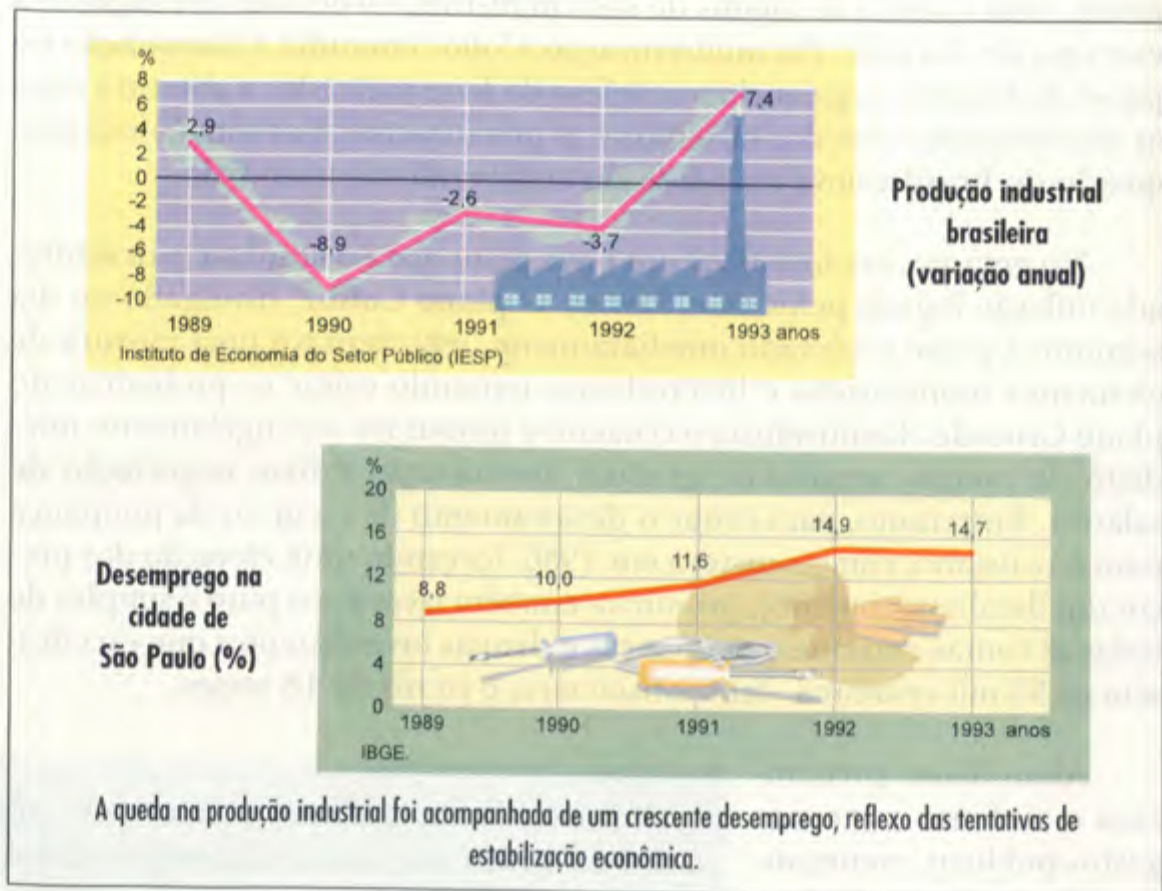 %
8
6
4
2
0
-2
-4
-6
-8
-10
2,9
-8,9
-2,6
-3,7
7,4
1989 1990 1991 1992 1993 anos
Instituto de Economia do Setor Público (IESP).
Produção industrial
brasileira
(variação anual)
Desemprego na
cidade de
São Paulo (%)
%
20
16
12
8
4
0
8,8
10,0
11,6
14,9
14,7
1989 1990 1991 1992 1993 anos
IBGE.
A queda na produção industrial foi acompanhada de um crescente desemprego, reflexo das tentativas de
estabilização econômica.